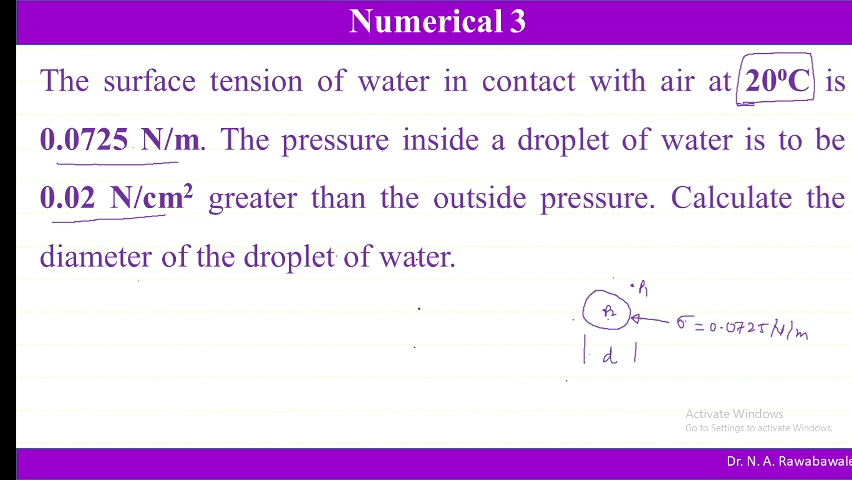 Numerical 3
The surface tension of water in contact with air at 20⁰C is
0.0725 N/m. The pressure inside a droplet of water is to be
0.02 N/cm² greater than the outside pressure. Calculate the
diameter of the droplet of water.
P₁
P₂
σ = 0.0725 N/m
d
Activate Windows
Go to Settings to activate Windows.
Dr. N. A. Rawabawale